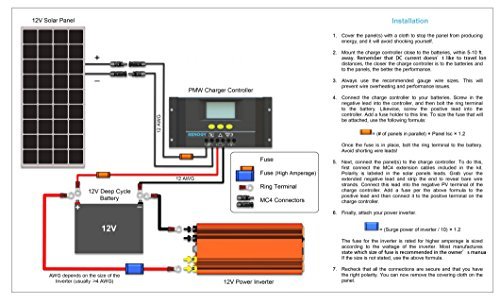 12V Solar Panel
+
-
12 AWG
12 AWG
PMW Charger Controller
RENOGY
12 AWG
Fuse
Fuse (High Amperage)
Ring Terminal
MC4 Connectors
12V Deep Cycle
Battery
12V
AWG depends on the size of the
Inverter (usually >4 AWG)
12V Power Inverter
Installation
1. Cover the panel(s) with a cloth to stop the panel from producing
energy, and it will avoid shocking yourself.
2. Mount the charge controller close to the batteries, within 5-10 ft.
away. Remember that DC current doesn' t like to travel lon
distances, the closer the charge controller is to the batteries and
to the panels, the better the performance.
3. Always use the recommended gauge wire sizes. This will
prevent wire overheating and performance issues.
4. Connect the charge controller to your batteries. Screw in the
negative lead into the controller, and then bolt the ring terminal
to the battery. Likewise, screw the positive lead into the
controller. Add a fuse holder to this line. To size the fuse that will
be attached, use the following formula
= (# of panels in parallel) × Panel Isc × 1.2
Once the fuse is in place, bolt the ring terminal to the battery.
Avoid shorting wire leads!
5. Next, connect the panel(s) to the charge controller. To do this,
first connect the MC4 extension cables included in the kit.
Polarity is labeled in the solar panels leads. Grab your the
extended negative lead and strip the end to reveal bare wire
strands. Connect this lead into the negative PV terminal of the
charge controller. Add a fuse per the above formula to the
positive lead and then connect it to the positive terminal on the
charge controller.
6. Finally, attach your power inverter.
= (Surge power of inverter / 10) × 1.2
The fuse for the inverter is rated for higher amperage is sized
according to the wattage of the inverter. Most manufacturers
state which size of fuse is recommended in the owner' s manua
If the size is not stated, use the above formula.
7. Recheck that all the connections are secure and that you have
the right polarity. You can now remove the covering cloth on the
panel.